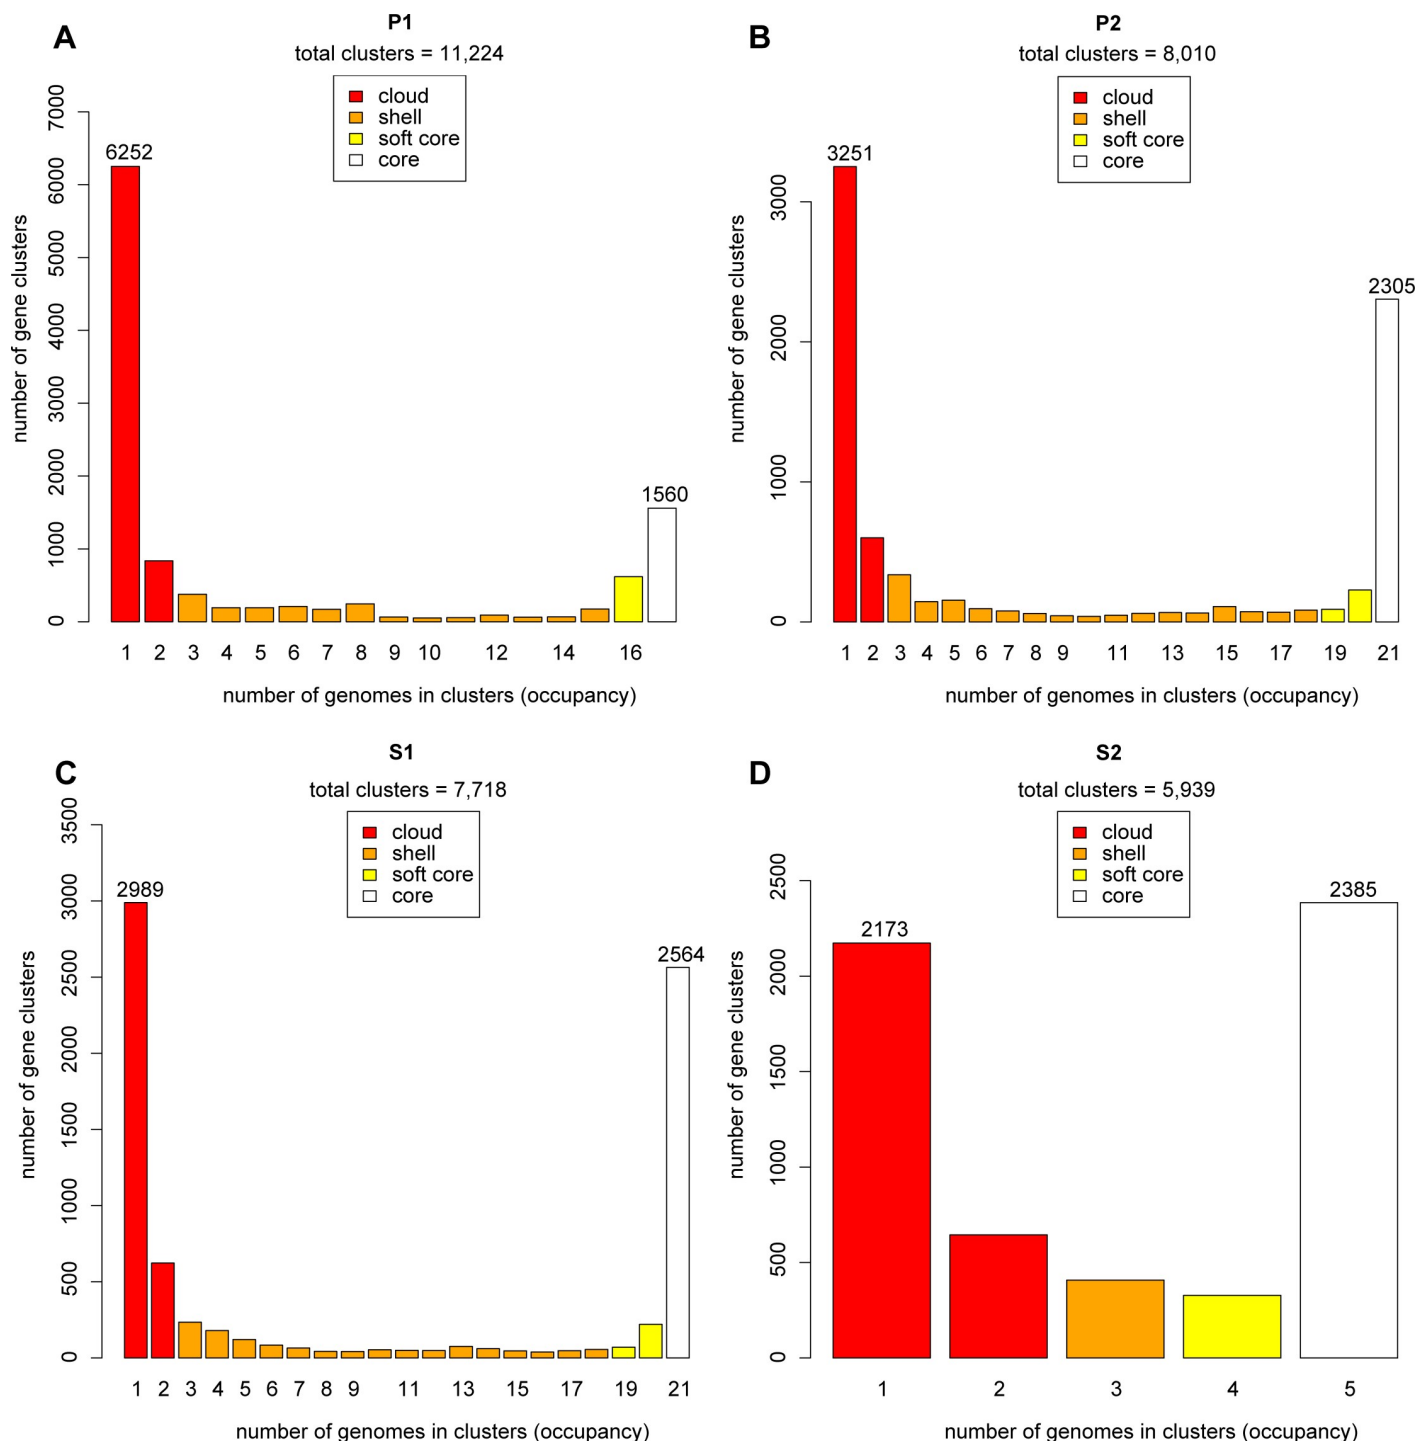 A
P1
total clusters = 11,224
cloud
shell
soft core
core
number of gene clusters
0 1000 2000 3000 4000 5000 6000 7000
6252
1560
1 2 3 4 5 6 7 8 9 10 12 14 16
number of genomes in clusters (occupancy)
B
P2
total clusters = 8,010
cloud
shell
soft core
core
number of gene clusters
0 1000 2000 3000
3251
2305
1 2 3 4 5 6 7 8 9 11 13 15 17 19 21
number of genomes in clusters (occupancy)
C
S1
total clusters = 7,718
cloud
shell
soft core
core
number of gene clusters
0 500 1000 1500 2000 2500 3000 3500
2989
2564
1 2 3 4 5 6 7 8 9 11 13 15 17 19 21
number of genomes in clusters (occupancy)
D
S2
total clusters = 5,939
cloud
shell
soft core
core
number of gene clusters
0 500 1000 1500 2000 2500
2173
2385
1 2 3 4 5
number of genomes in clusters (occupancy)